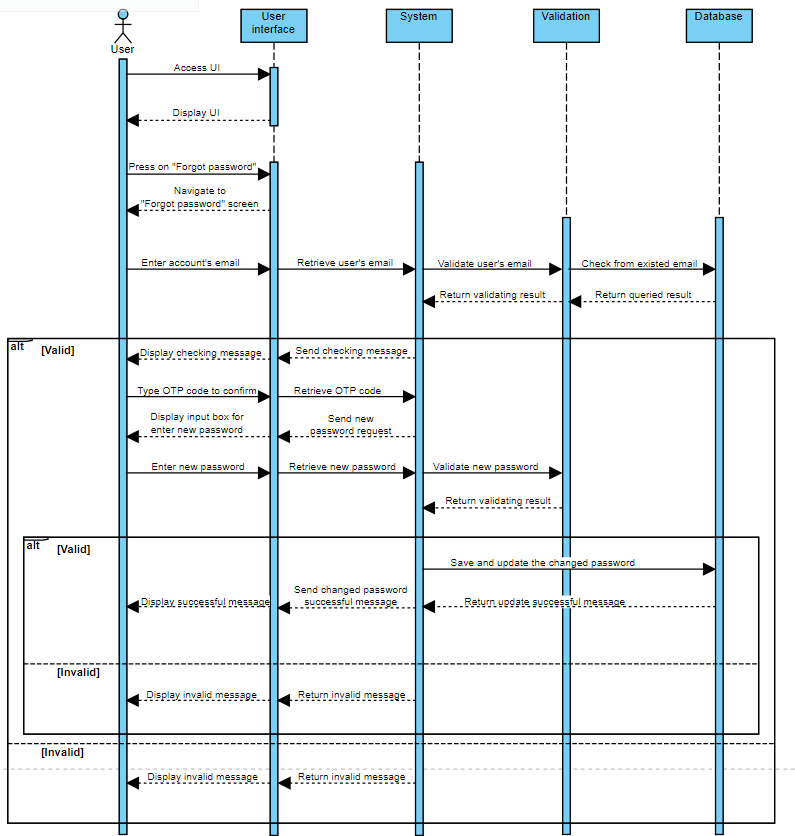 User
User
interface
System
Validation
Database
Access UI
Display UI
Press on "Forgot password"
Navigate to
"Forgot password" screen
Enter account's email
Retrieve user's email
Validate user's email
Check from existed email
Return validating result
Return queried result
alt
[Valid]
Display checking message
Send checking message
Type OTP code to confirm
Retrieve OTP code
Display input box for
enter new password
Send new
password request
Enter new password
Retrieve new password
Validate new password
Return validating result
alt
[Valid]
Save and update the changed password
Display successful message
Send changed password
successful message
Return update successful message
[Invalid]
Display invalid message
Return invalid message
[Invalid]
Display invalid message
Return invalid message